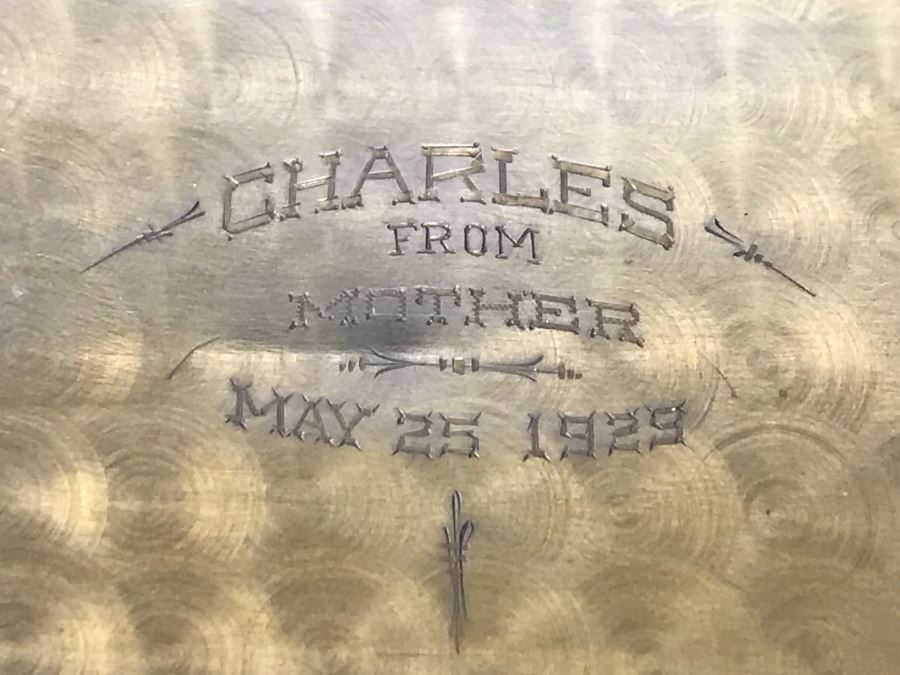 CHARLES
FROM
MOTHER
MAY 25 1929